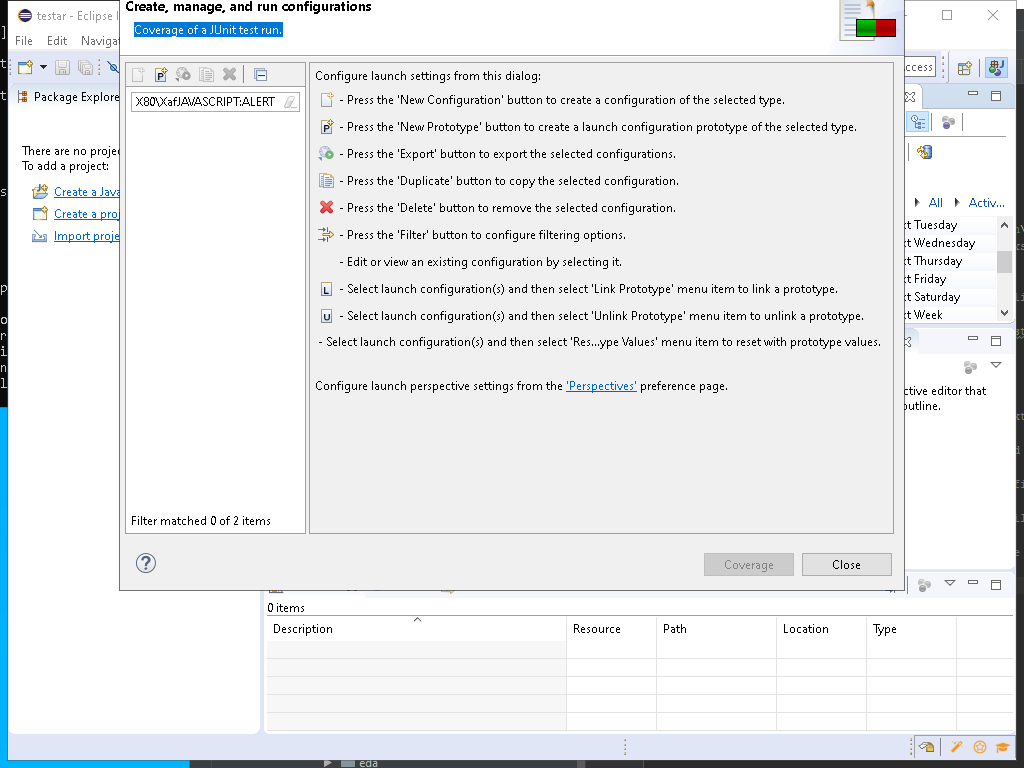 Create, manage, and run configurations
testar - Eclipse
Coverage of a JUnit test run.
File Edit
Package Explore
X80\XafJAVASCRIPT:ALERT
Configure launch settings from this dialog:
- Press the 'New Configuration' button to create a configuration of the selected type.
- Press the 'New Prototype' button to create a launch configuration prototype of the selected type.
- Press the 'Export' button to export the selected configurations.
- Press the 'Duplicate' button to copy the selected configuration.
- Press the 'Delete' button to remove the selected configuration.
- Press the 'Filter' button to configure filtering options.
- Edit or view an existing configuration by selecting it.
L - Select launch configuration(s) and then select 'Link Prototype' menu item to link a prototype.
U - Select launch configuration(s) and then select 'Unlink Prototype' menu item to unlink a prototype.
- Select launch configuration(s) and then select 'Res...ype Values' menu item to reset with prototype values.
Configure launch perspective settings from the 'Perspectives' preference page.
Filter matched 0 of 2 items
Coverage Close
There are no projec
To add a project:
Create a Java
Create a proj
Import proje
ccess
All Activ...
xt Tuesday
xt Wednesday
xt Thursday
xt Friday
xt Saturday
xt Week
ctive editor that
outline.
0 items
Description Resource Path Location Type
eda